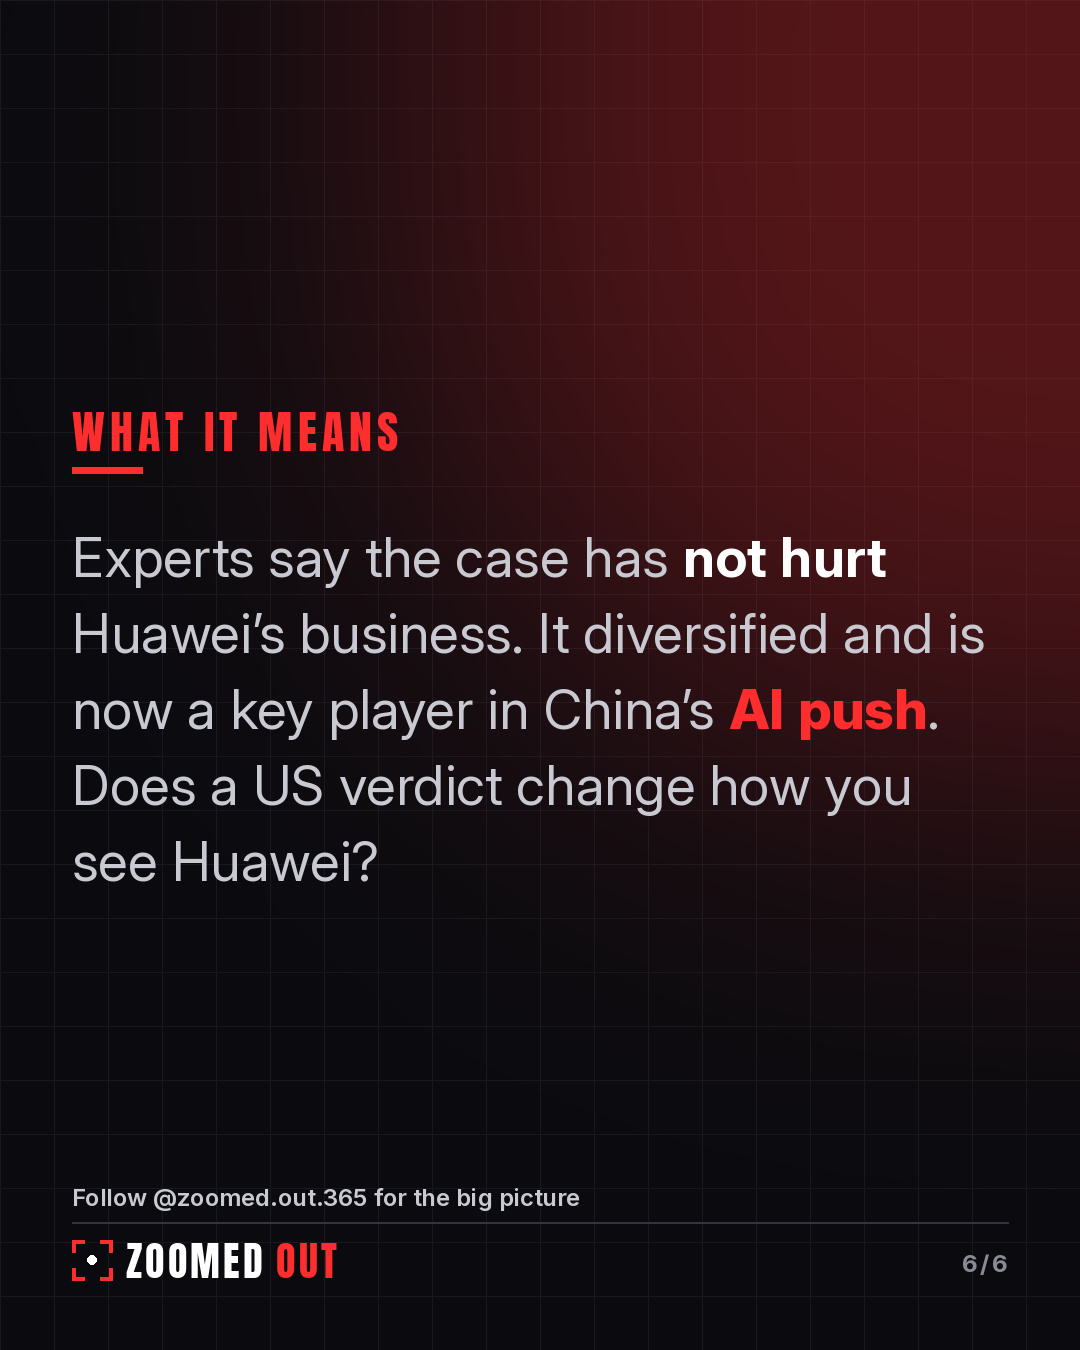 WHAT IT MEANS
Experts say the case has not hurt
Huawei’s business. It diversified and is
now a key player in China’s AI push.
Does a US verdict change how you
see Huawei?
Follow @zoomed.out.365 for the big picture
ZOOMED OUT
6/6